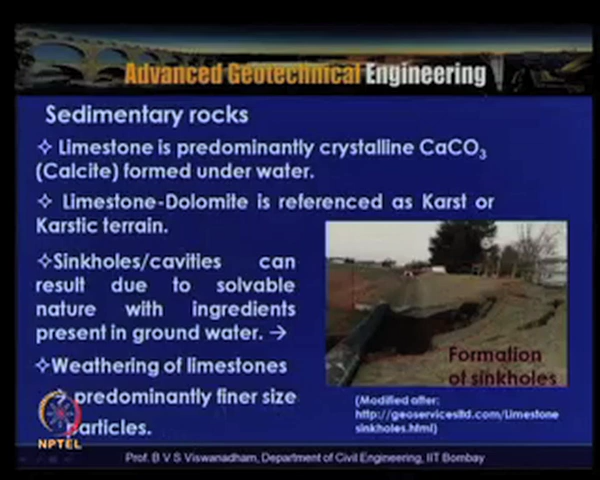 Advanced Geotechnical Engineering
Sedimentary rocks
✧ Limestone is predominantly crystalline CaCO₃
(Calcite) formed under water.
✧ Limestone-Dolomite is referenced as Karst or
Karstic terrain.
✧Sinkholes/cavities can
result due to solvable
nature with ingredients
present in ground water. →
✧Weathering of limestones
→ predominantly finer size
particles.
Formation
of sinkholes
(Modified after:
http://geoservicesltd.com/Limestone
sinkholes.html)
NPTEL
Prof. B V S Viswanadham, Department of Civil Engineering, IIT Bombay